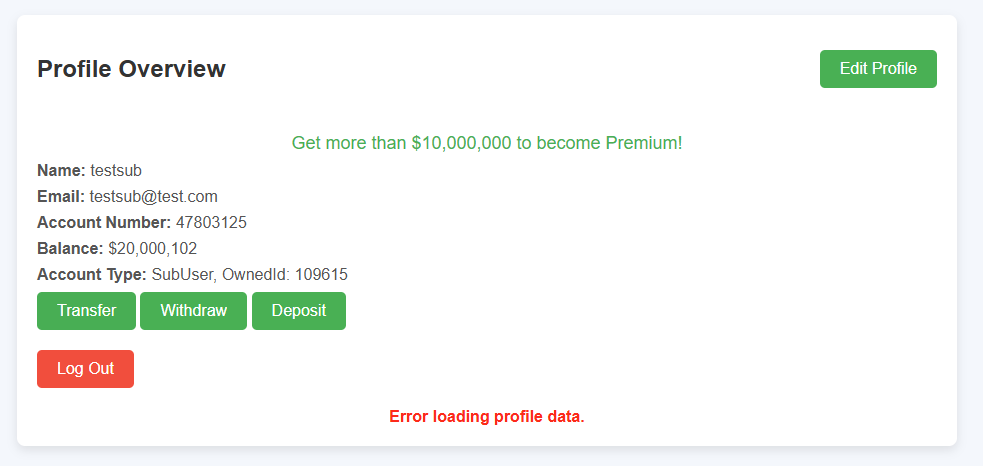 Profile Overview
Edit Profile
Get more than $10,000,000 to become Premium!
Name: testsub
Email: testsub@test.com
Account Number: 47803125
Balance: $20,000,102
Account Type: SubUser, OwnedId: 109615
Transfer Withdraw Deposit
Log Out
Error loading profile data.